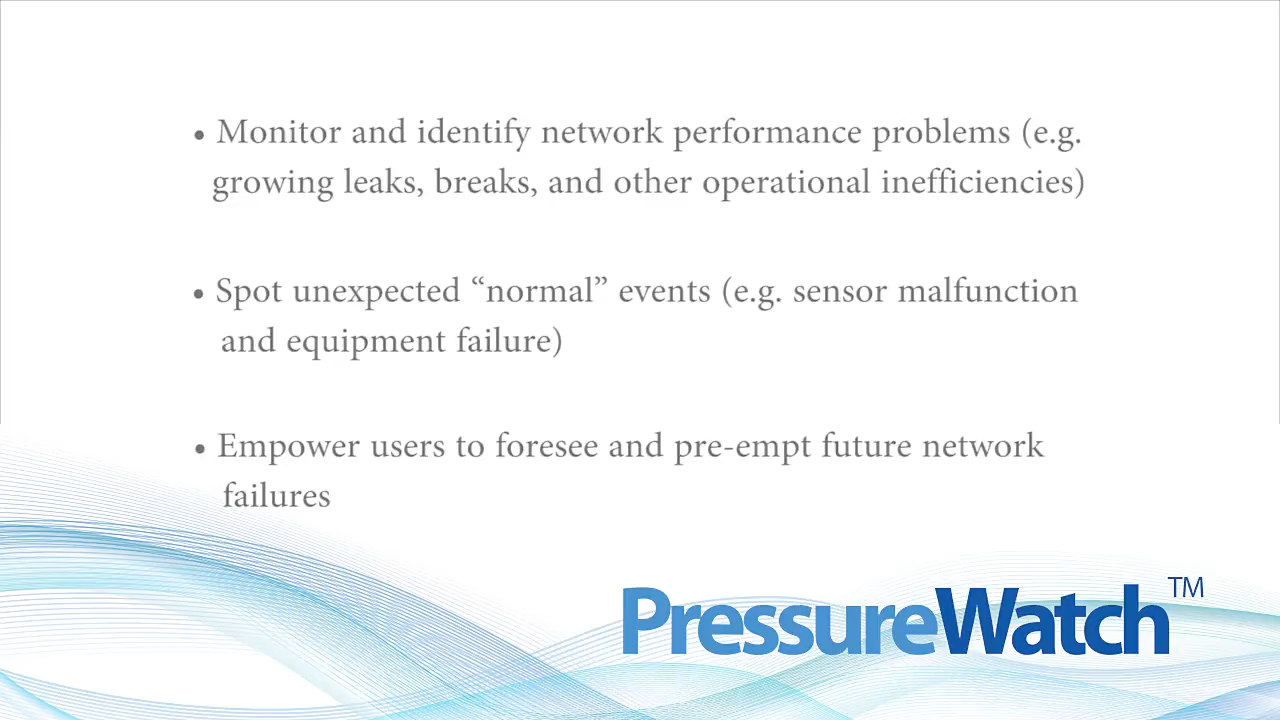 • Monitor and identify network performance problems (e.g.
growing leaks, breaks, and other operational inefficiencies)
• Spot unexpected “normal” events (e.g. sensor malfunction
and equipment failure)
• Empower users to foresee and pre-empt future network
failures
PressureWatch™